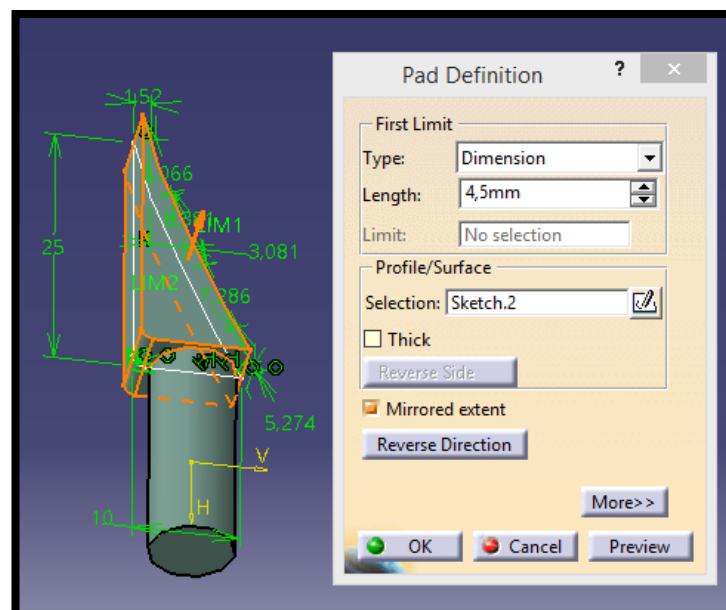 Pad Definition ? ×
First Limit
Type: Dimension
Length: 4,5mm
Limit: No selection
Profile/Surface
Selection: Sketch.2
Thick
Reverse Side
Mirrored extent
Reverse Direction
More>>
OK Cancel Preview
1,52
LIM1
25
3,081
LIM2
5,274
V
H
10